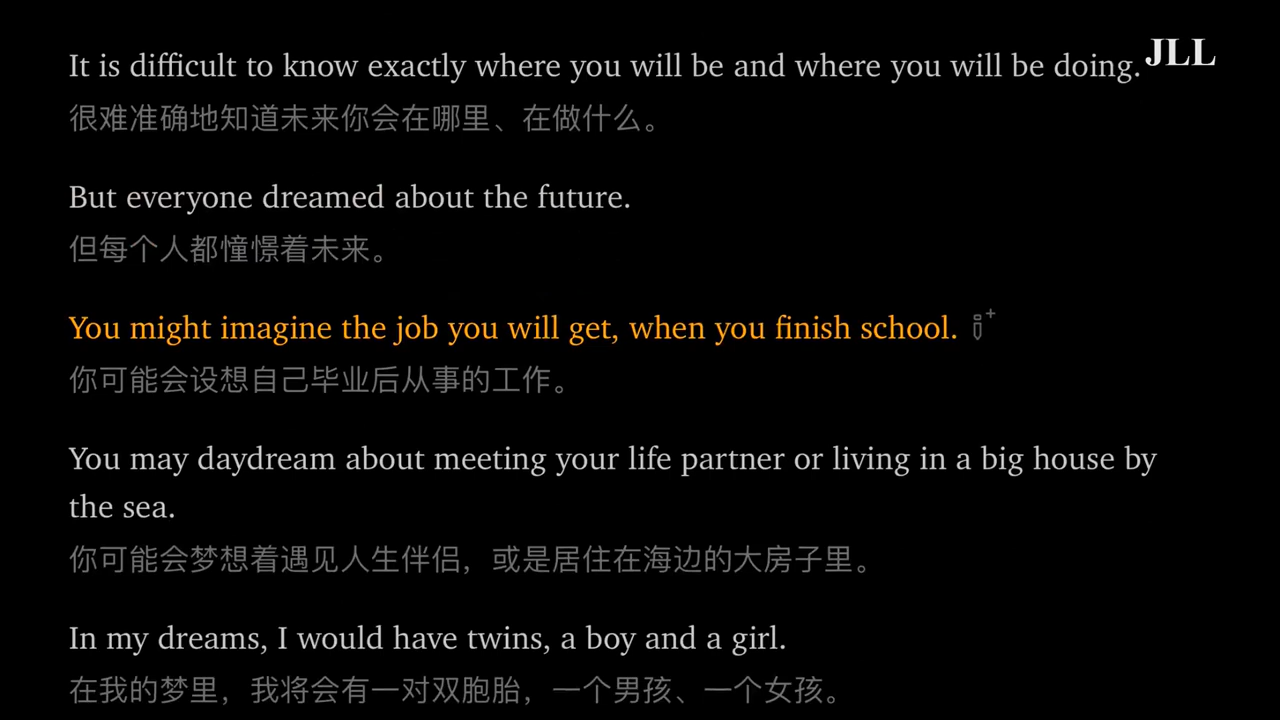 It is difficult to know exactly where you will be and where you will be doing.
JLL
很难准确地知道未来你会在哪里、在做什么。
But everyone dreamed about the future.
但每个人都憧憬着未来。
You might imagine the job you will get, when you finish school.
你可能会设想自己毕业后从事的工作。
You may daydream about meeting your life partner or living in a big house by
the sea.
你可能会梦想着遇见人生伴侣，或是居住在海边的大房子里。
In my dreams, I would have twins, a boy and a girl.
在我的梦里，我将会有一对双胞胎，一个男孩、一个女孩。